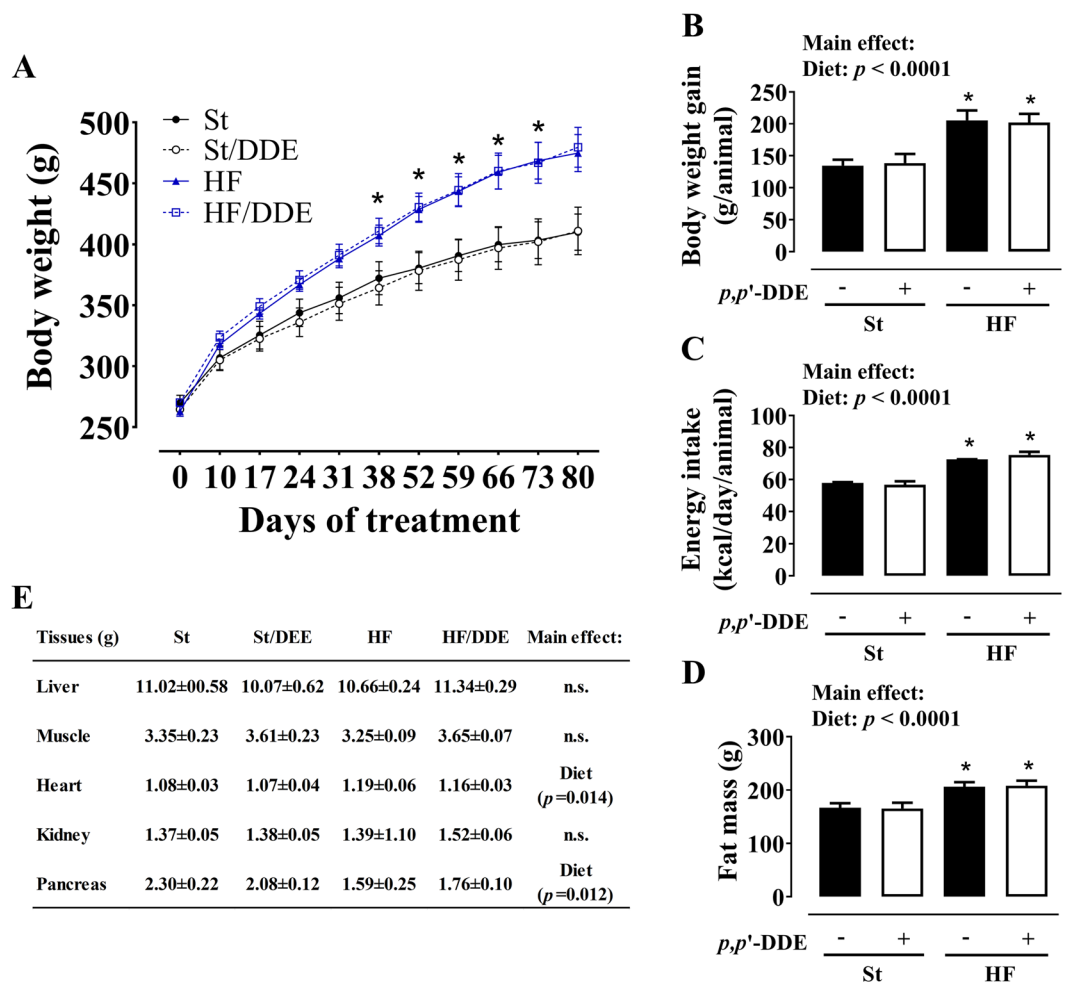 A
St
St/DDE
HF
HF/DDE
Body weight (g)
500
450
400
350
300
250
* * * * *
0 10 17 24 31 38 52 59 66 73 80
Days of treatment
B
Main effect:
Diet: p < 0.0001
Body weight gain
(g/animal)
250
200
150
100
50
0
* *
p,p'-DDE - + - +
St HF
C
Main effect:
Diet: p < 0.0001
Energy intake
(kcal/day/animal)
100
80
60
40
20
0
* *
p,p'-DDE - + - +
St HF
D
Main effect:
Diet: p < 0.0001
Fat mass (g)
300
200
100
0
* *
p,p'-DDE - + - +
St HF
E
Tissues (g) St St/DEE HF HF/DDE Main effect:
Liver 11.02±00.58 10.07±0.62 10.66±0.24 11.34±0.29 n.s.
Muscle 3.35±0.23 3.61±0.23 3.25±0.09 3.65±0.07 n.s.
Heart 1.08±0.03 1.07±0.04 1.19±0.06 1.16±0.03 Diet
(p=0.014)
Kidney 1.37±0.05 1.38±0.05 1.39±1.10 1.52±0.06 n.s.
Pancreas 2.30±0.22 2.08±0.12 1.59±0.25 1.76±0.10 Diet
(p=0.012)